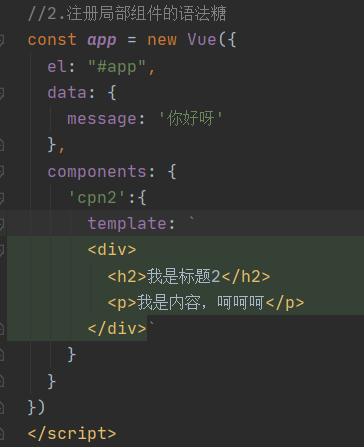 //2.注册局部组件的语法糖
const app = new Vue({
  el: "#app",
  data: {
    message: '你好呀'
  },
  components: {
    'cpn2':{
      template: `
      <div>
        <h2>我是标题2</h2>
        <p>我是内容，呵呵呵</p>
      </div>`
    }
  }
})
</script>